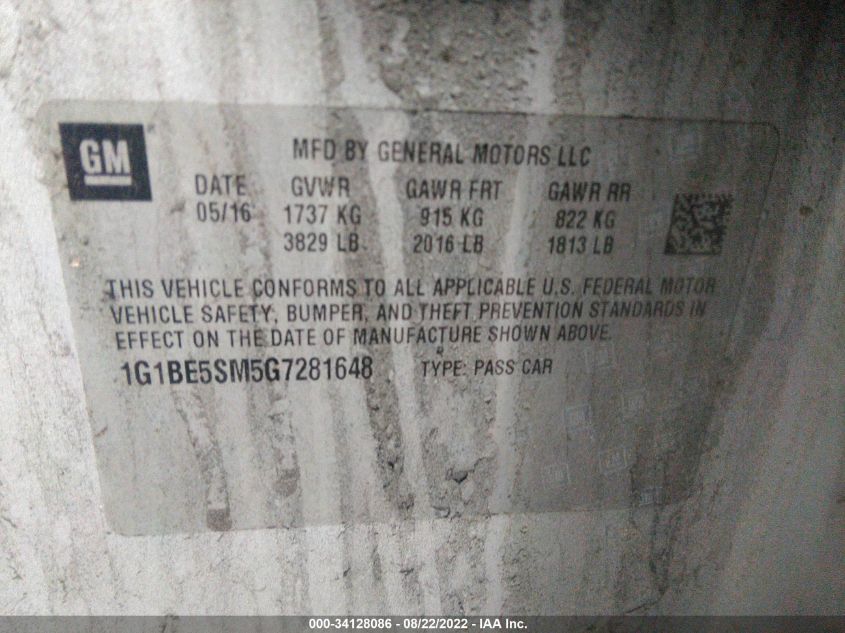 GM
MFD BY GENERAL MOTORS LLC
DATE GVWR GAWR FRT GAWR RR
05/16 1737 KG 915 KG 822 KG
3829 LB 2016 LB 1813 LB
THIS VEHICLE CONFORMS TO ALL APPLICABLE U.S. FEDERAL MOTOR
VEHICLE SAFETY, BUMPER, AND THEFT PREVENTION STANDARDS IN
EFFECT ON THE DATE OF MANUFACTURE SHOWN ABOVE.
1G1BE5SM5G7281648 TYPE: PASS CAR
000-34128086 - 08/22/2022 - IAA Inc.